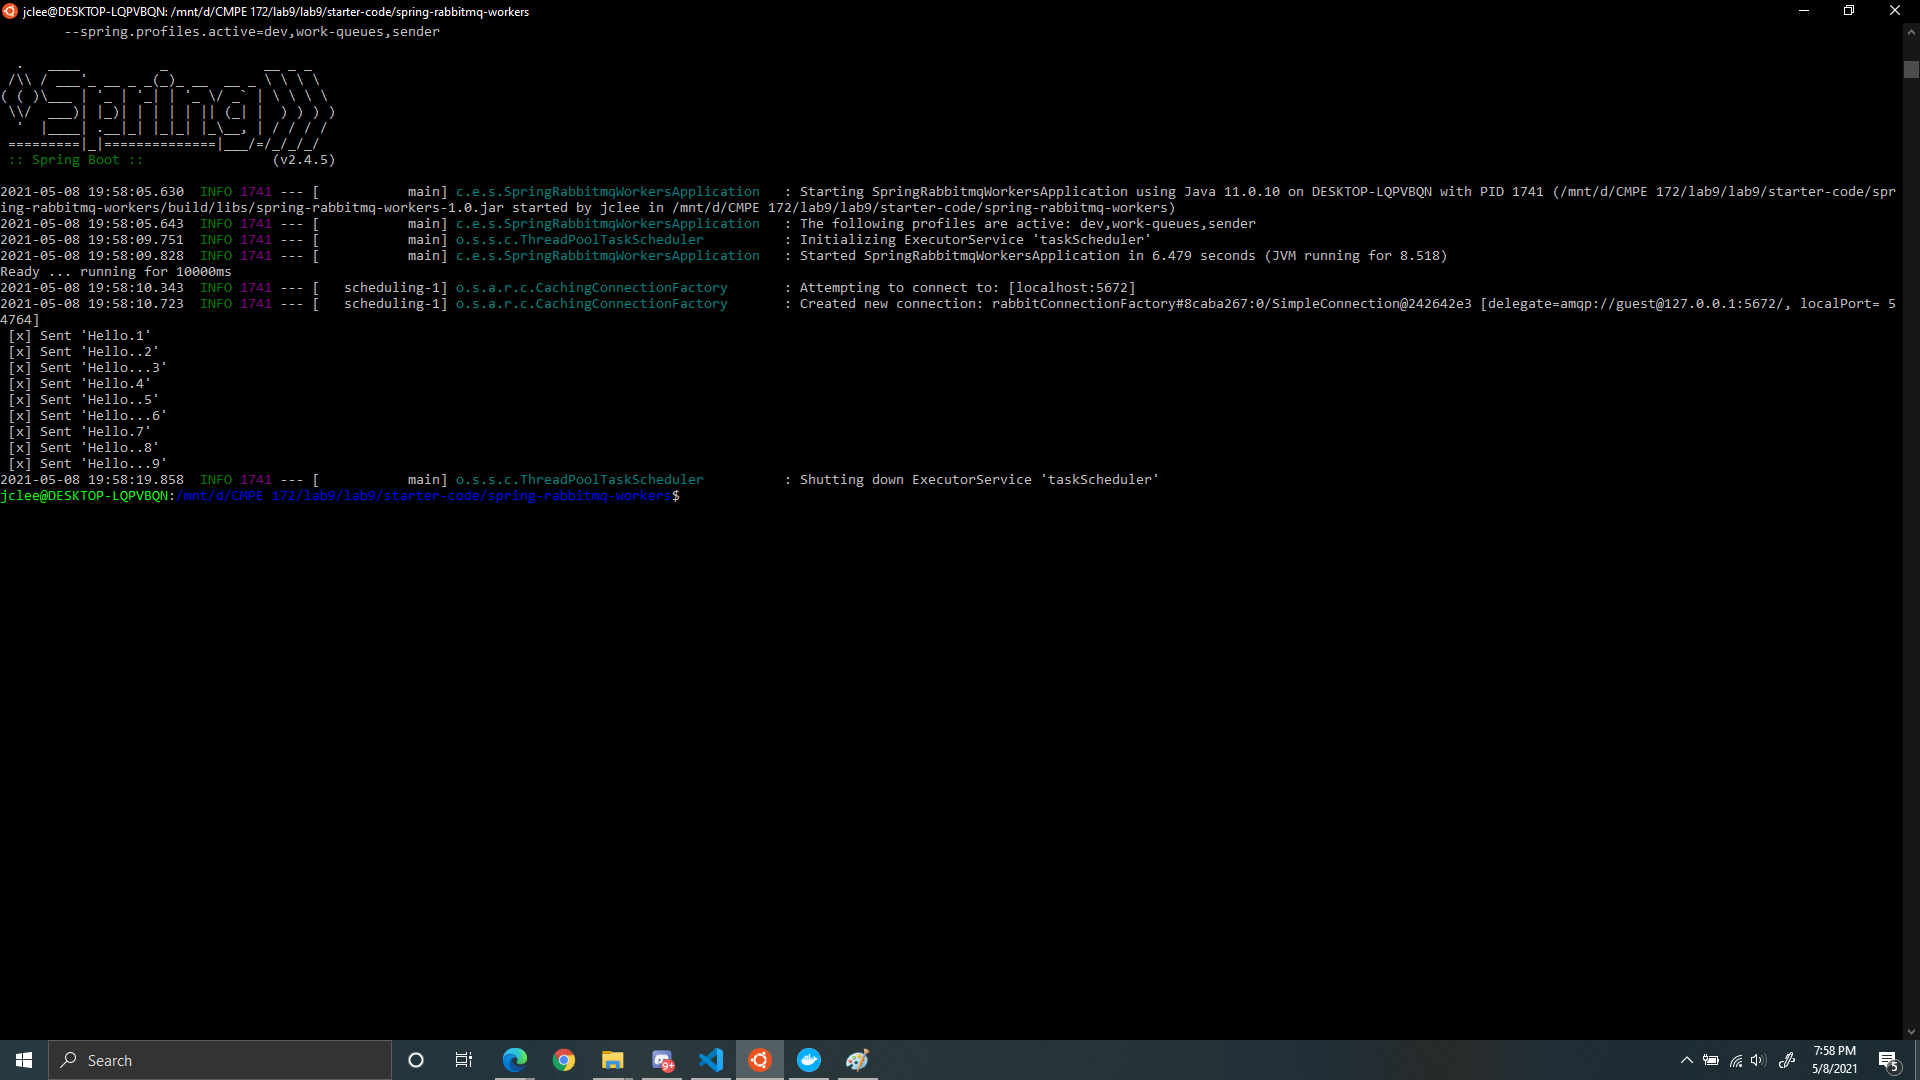 jclee@DESKTOP-LQPVBQN: /mnt/d/CMPE 172/lab9/lab9/starter-code/spring-rabbitmq-workers
        --spring.profiles.active=dev,work-queues,sender
  .   ____          _            __ _ _
 /\\ / ___'_ __ _ _(_)_ __  __ _ \ \ \ \
( ( )\___ | '_ | '_| | '_ \/ _` | \ \ \ \
 \\/  ___)| |_)| | | | | || (_| |  ) ) ) )
  '  |____| .__|_| |_|_| |_\__, | / / / /
 =========|_|==============|___/=/_/_/_/
 :: Spring Boot ::                (v2.4.5)
2021-05-08 19:58:05.630  INFO 1741 --- [           main] c.e.s.SpringRabbitmqWorkersApplication   : Starting SpringRabbitmqWorkersApplication using Java 11.0.10 on DESKTOP-LQPVBQN with PID 1741 (/mnt/d/CMPE 172/lab9/lab9/starter-code/spr
ing-rabbitmq-workers/build/libs/spring-rabbitmq-workers-1.0.jar started by jclee in /mnt/d/CMPE 172/lab9/lab9/starter-code/spring-rabbitmq-workers)
2021-05-08 19:58:05.643  INFO 1741 --- [           main] c.e.s.SpringRabbitmqWorkersApplication   : The following profiles are active: dev,work-queues,sender
2021-05-08 19:58:09.751  INFO 1741 --- [           main] o.s.s.c.ThreadPoolTaskScheduler          : Initializing ExecutorService 'taskScheduler'
2021-05-08 19:58:09.828  INFO 1741 --- [           main] c.e.s.SpringRabbitmqWorkersApplication   : Started SpringRabbitmqWorkersApplication in 6.479 seconds (JVM running for 8.518)
Ready ... running for 10000ms
2021-05-08 19:58:10.343  INFO 1741 --- [   scheduling-1] o.s.a.r.c.CachingConnectionFactory       : Attempting to connect to: [localhost:5672]
2021-05-08 19:58:10.723  INFO 1741 --- [   scheduling-1] o.s.a.r.c.CachingConnectionFactory       : Created new connection: rabbitConnectionFactory#8caba267:0/SimpleConnection@242642e3 [delegate=amqp://guest@127.0.0.1:5672/, localPort= 5
4764]
 [x] Sent 'Hello.1'
 [x] Sent 'Hello..2'
 [x] Sent 'Hello...3'
 [x] Sent 'Hello.4'
 [x] Sent 'Hello..5'
 [x] Sent 'Hello...6'
 [x] Sent 'Hello.7'
 [x] Sent 'Hello..8'
 [x] Sent 'Hello...9'
2021-05-08 19:58:19.858  INFO 1741 --- [           main] o.s.s.c.ThreadPoolTaskScheduler          : Shutting down ExecutorService 'taskScheduler'
jclee@DESKTOP-LQPVBQN:/mnt/d/CMPE 172/lab9/lab9/starter-code/spring-rabbitmq-workers$
Search
9+
7:58 PM
5/8/2021
5